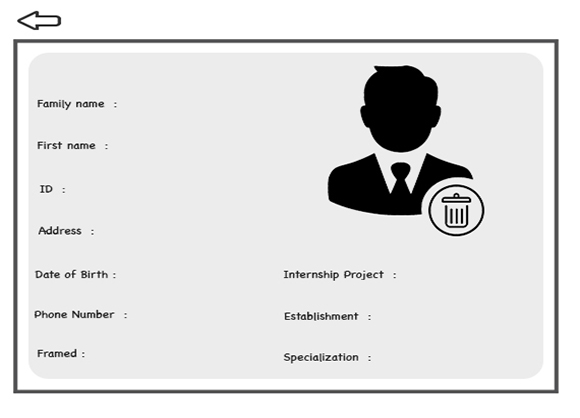 Family name :
First name :
ID :
Address :
Date of Birth :
Internship Project :
Phone Number :
Establishment :
Framed :
Specialization :